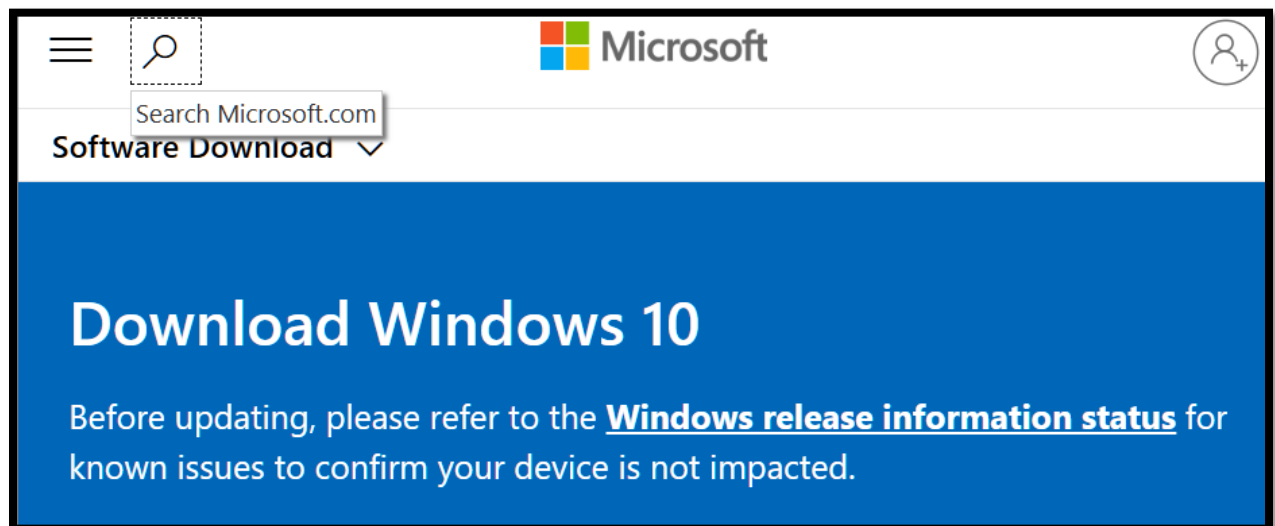 Microsoft
Search Microsoft.com
Software Download
Download Windows 10
Before updating, please refer to the Windows release information status for
known issues to confirm your device is not impacted.